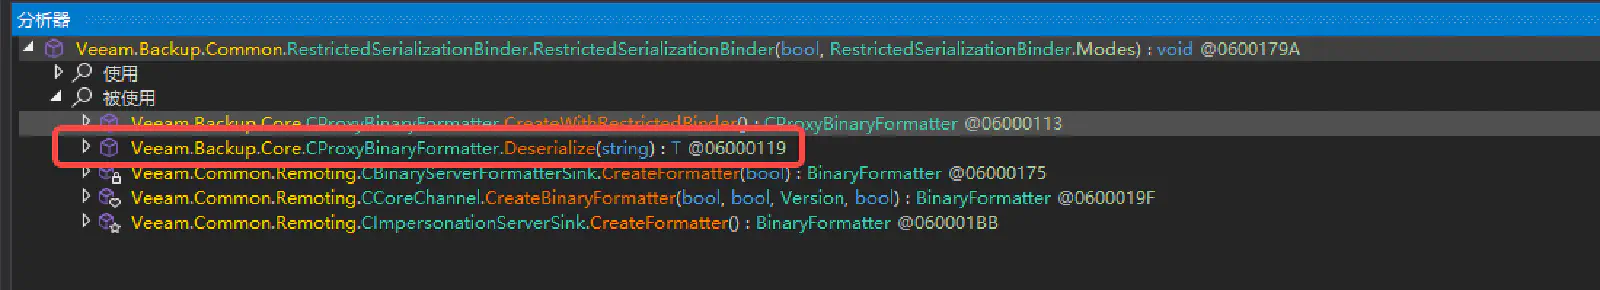 分析器
Veeam.Backup.Common.RestrictedSerializationBinder.RestrictedSerializationBinder(bool, RestrictedSerializationBinder.Modes) : void @0600179A
使用
被使用
Veeam.Backup.Core.CProxyBinaryFormatter.CreateWithRestrictedBinder() : CProxyBinaryFormatter @06000113
Veeam.Backup.Core.CProxyBinaryFormatter.Deserialize(string) : T @06000119
Veeam.Common.Remoting.CBinaryServerFormatterSink.CreateFormatter(bool) : BinaryFormatter @06000175
Veeam.Common.Remoting.CCoreChannel.CreateBinaryFormatter(bool, bool, Version, bool) : BinaryFormatter @0600019F
Veeam.Common.Remoting.CImpersonationServerSink.CreateFormatter() : BinaryFormatter @060001BB